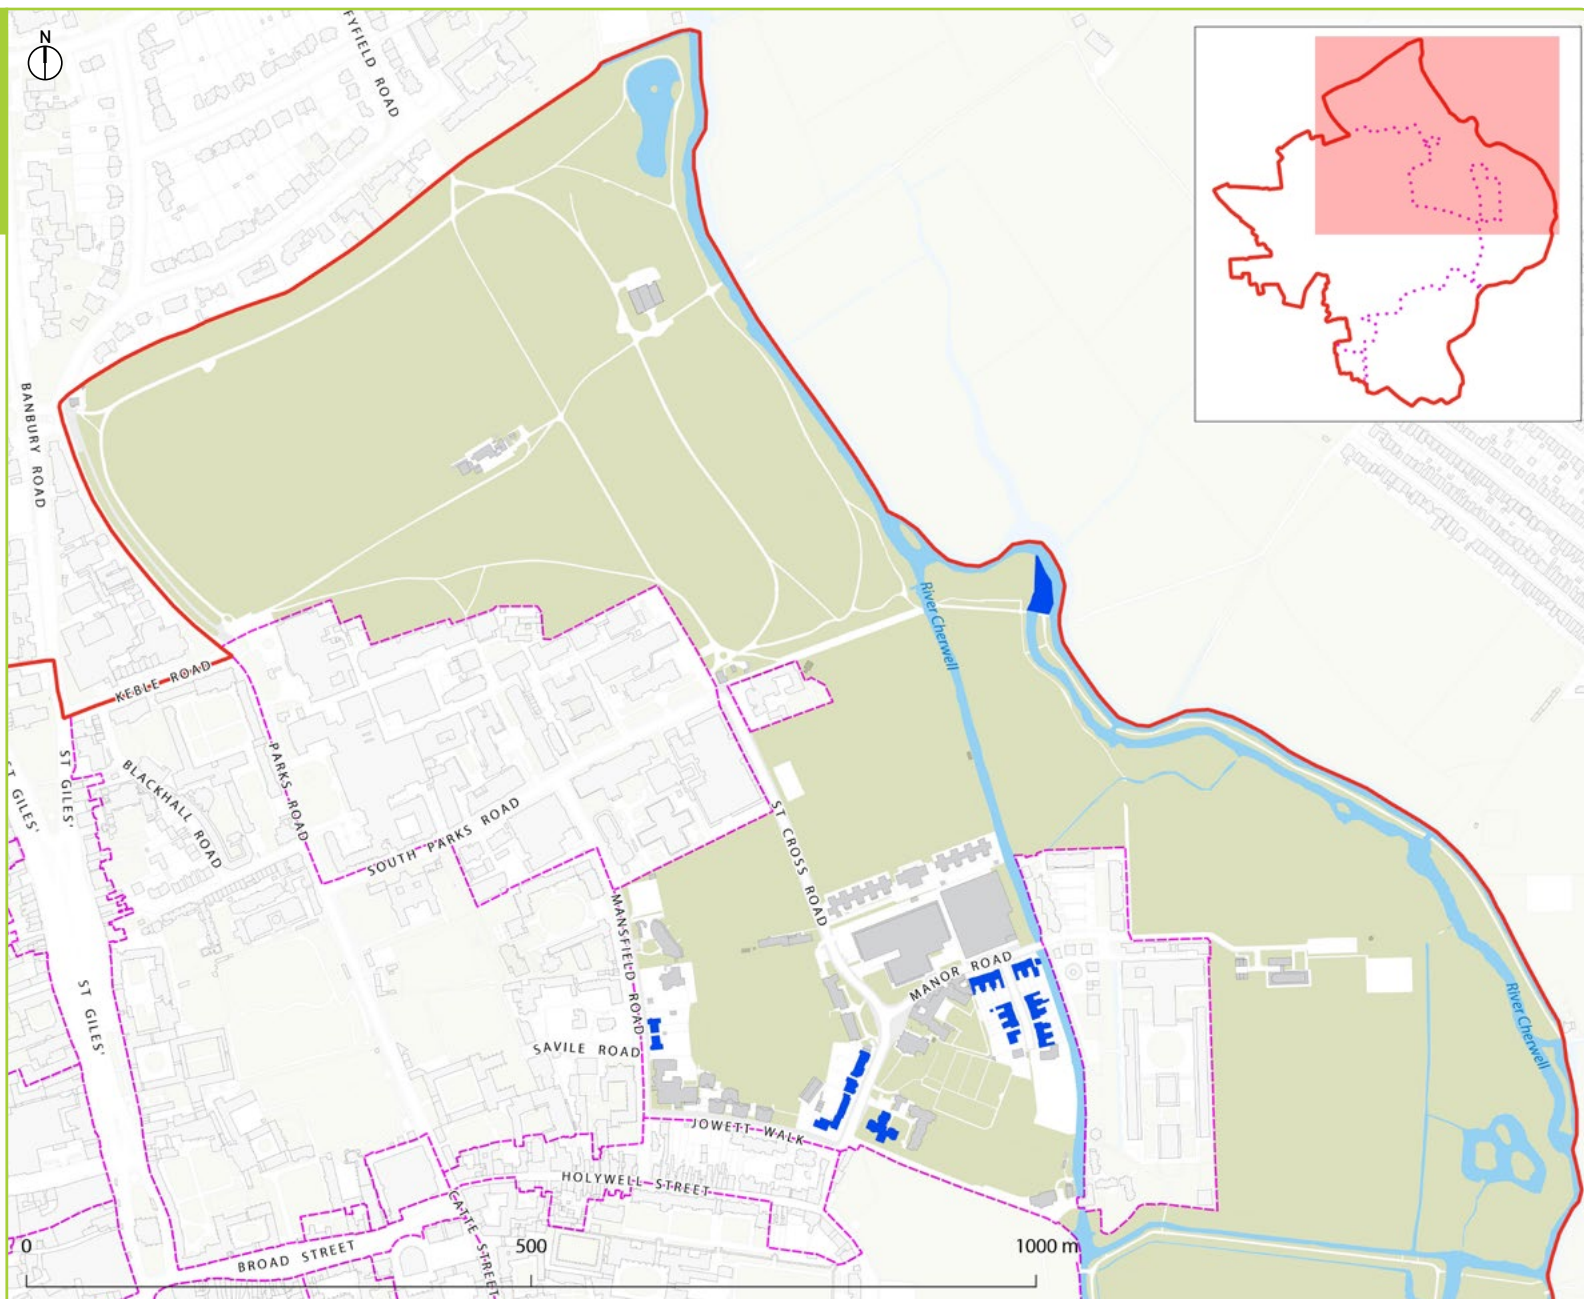 N
FYFIELD ROAD
BANBURY ROAD
River Cherwell
KEBLE ROAD
ST GILES'
ST GILES'
BLACKHALL ROAD
PARKS ROAD
SOUTH PARKS ROAD
ST CROSS ROAD
MANSFIELD ROAD
MANOR ROAD
ST GILES'
SAVILE ROAD
River Cherwell
JOWETT WALK
HOLYWELL STREET
CATTE STREET
BROAD STREET
0 500 1000 m